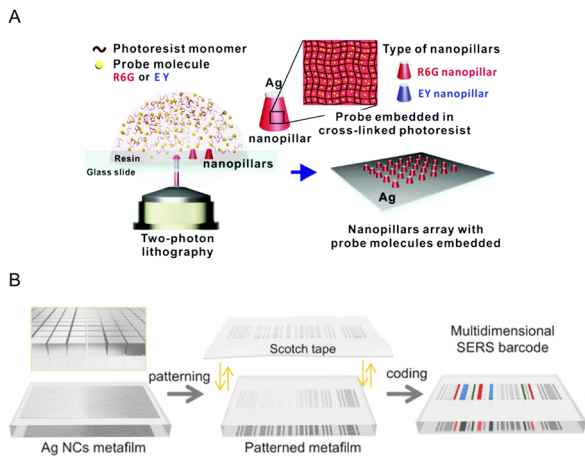 A
Photoresist monomer
Probe molecule
R6G or EY
Ag
nanopillar
Type of nanopillars
R6G nanopillar
EY nanopillar
Probe embedded in
cross-linked photoresist
Resin
nanopillars
Glass slide
Two-photon
lithography
Ag
Nanopillars array with
probe molecules embedded
B
Ag NCs metafilm
patterning
Scotch tape
Patterned metafilm
coding
Multidimensional
SERS barcode